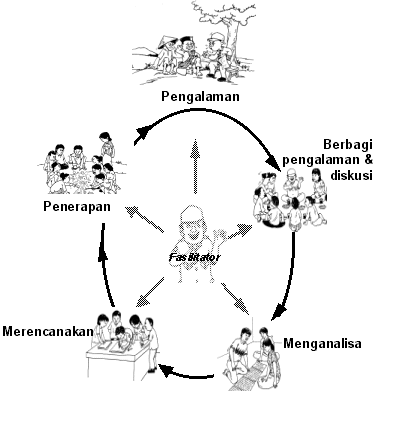 Pengalaman
Berbagi
pengalaman &
diskusi
Penerapan
Fasilitator
Merencanakan
Menganalisa